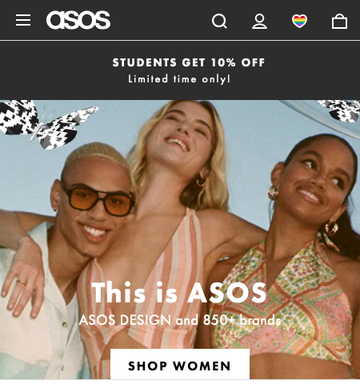 asos
STUDENTS GET 10% OFF
Limited time only!
This is ASOS
ASOS DESIGN and 850+ brands
SHOP WOMEN